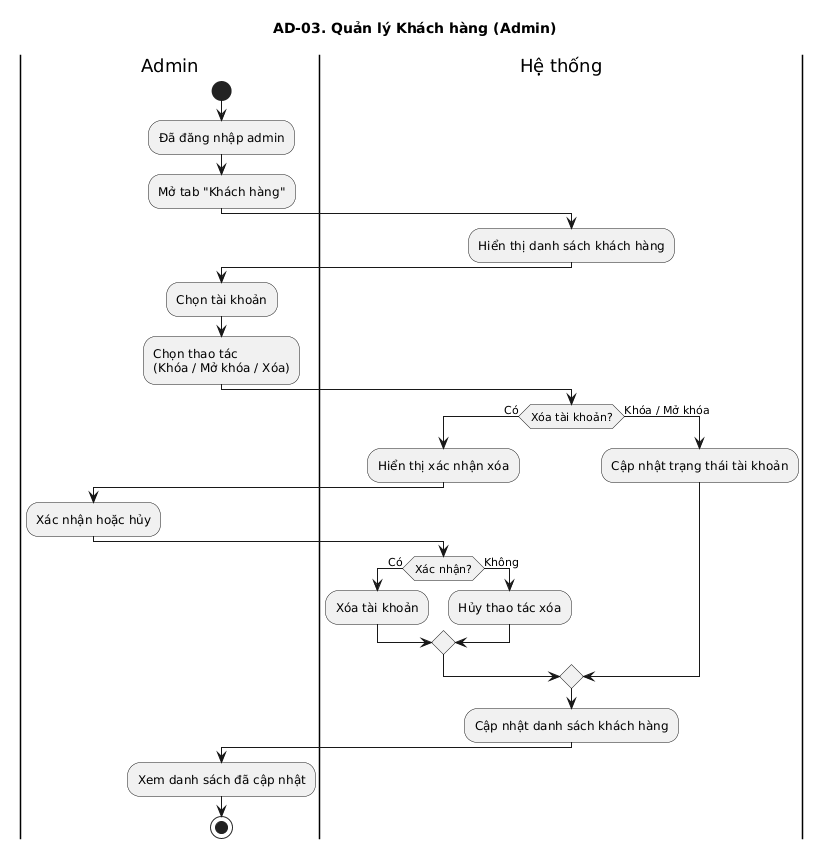 AD-03. Quản lý Khách hàng (Admin)
Admin
Hệ thống
Đã đăng nhập admin
Mở tab "Khách hàng"
Hiển thị danh sách khách hàng
Chọn tài khoản
Chọn thao tác
(Khóa / Mở khóa / Xóa)
Có
Xóa tài khoản?
Khóa / Mở khóa
Hiển thị xác nhận xóa
Cập nhật trạng thái tài khoản
Xác nhận hoặc hủy
Có
Xác nhận?
Không
Xóa tài khoản
Hủy thao tác xóa
Cập nhật danh sách khách hàng
Xem danh sách đã cập nhật